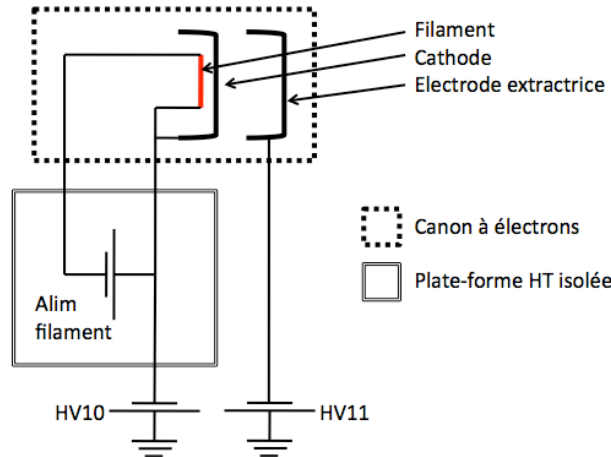 Filament
Cathode
Electrode extractrice
Canon à électrons
Plate-forme HT isolée
Alim
filament
HV10
HV11